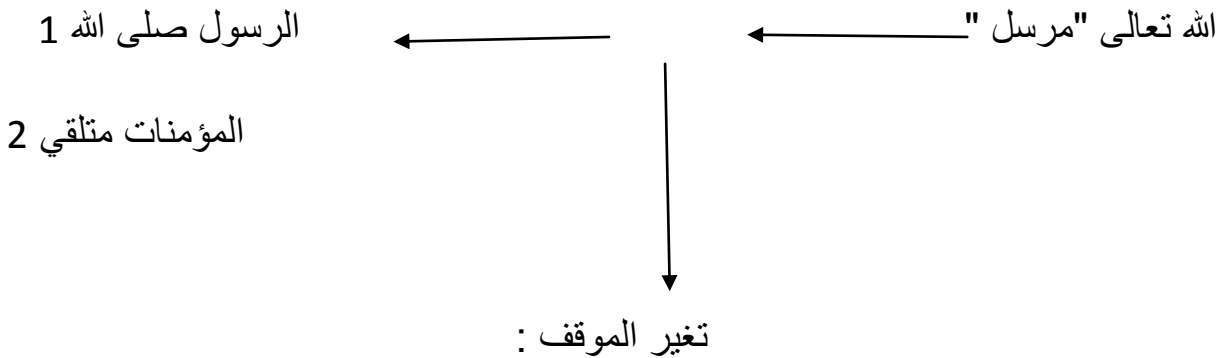 الله تعالى "مرسل "
الرسول صلى الله 1
المؤمنات متلقي 2
تغير الموقف :